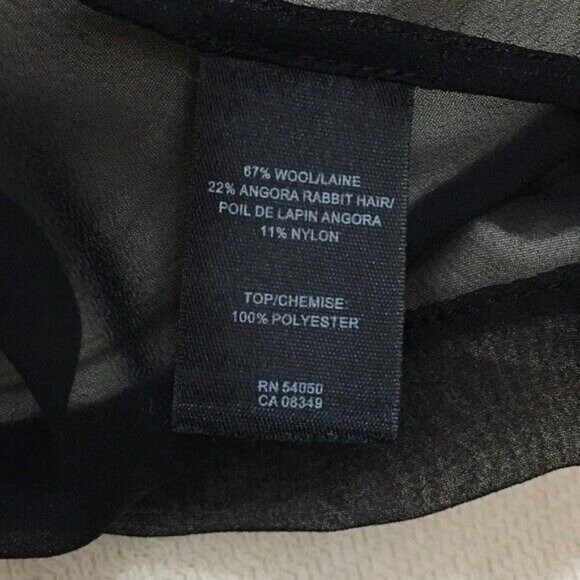 67% WOOL/LAINE
22% ANGORA RABBIT HAIR/
POIL DE LAPIN ANGORA
11% NYLON
TOP/CHEMISE:
100% POLYESTER
RN 54050
CA 08349